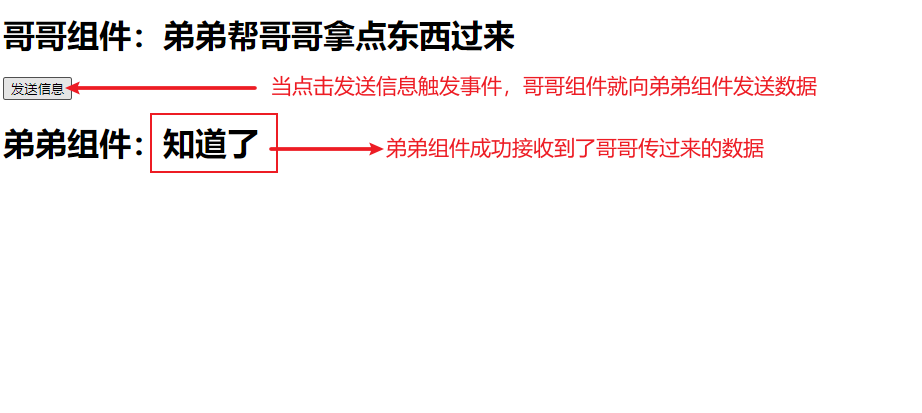 哥哥组件：弟弟帮哥哥拿点东西过来
发送信息
当点击发送信息触发事件，哥哥组件就向弟弟组件发送数据
弟弟组件：知道了
弟弟组件成功接收到了哥哥传过来的数据